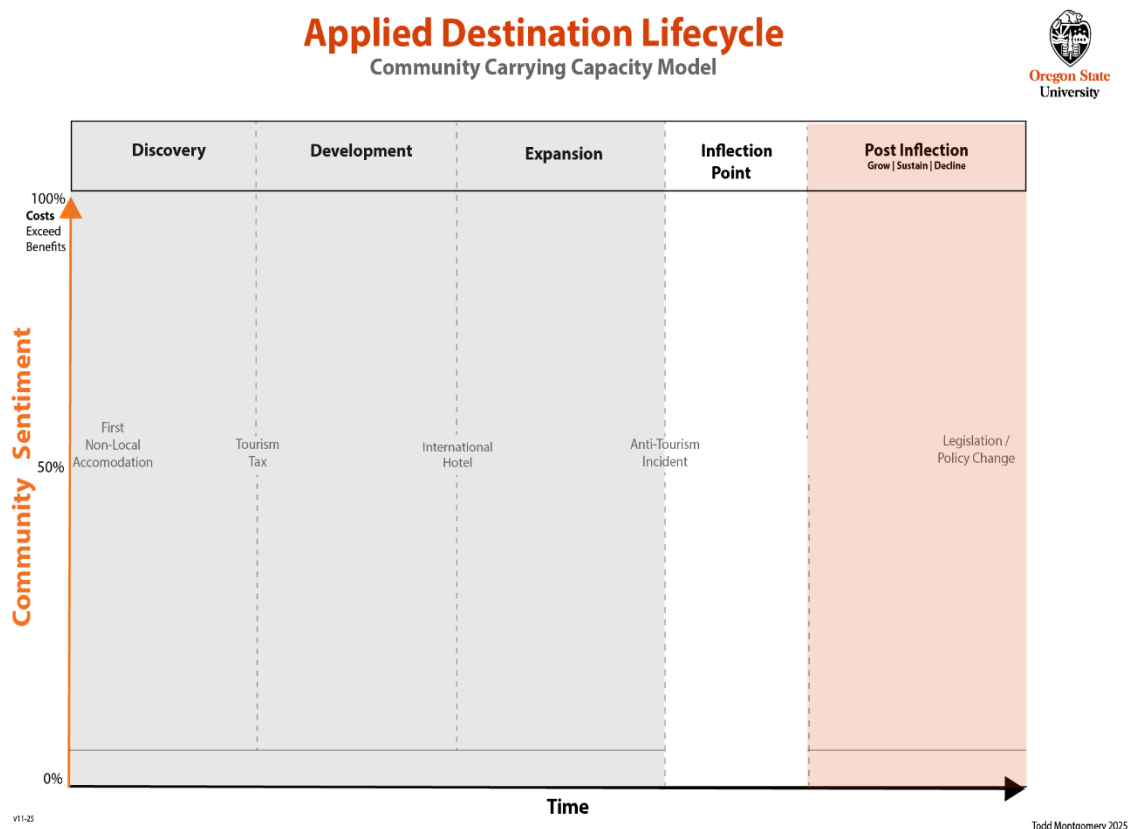 Applied Destination Lifecycle
Community Carrying Capacity Model
Oregon State
University
Discovery
Development
Expansion
Inflection
Point
Post Inflection
Grow | Sustain | Decline
100%
Costs
Exceed
Benefits
Community Sentiment
First
Non-Local
Accomodation
Tourism
Tax
International
Hotel
Anti-Tourism
Incident
Legislation /
Policy Change
50%
0%
Time
v11-25
Todd Montgomery 2025